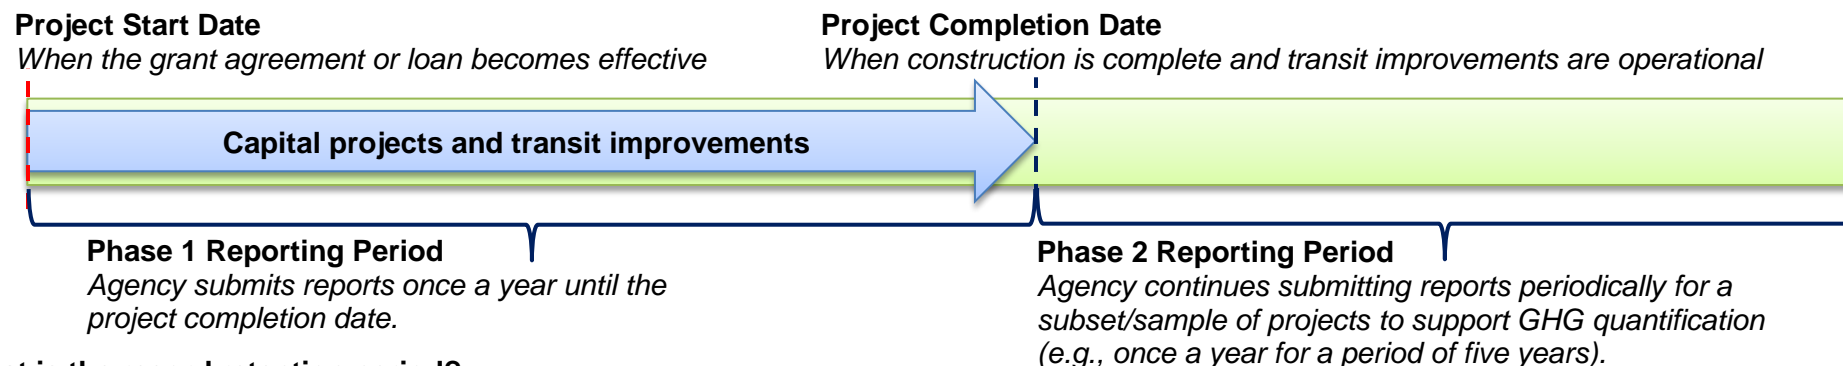 Project Start Date
When the grant agreement or loan becomes effective
Project Completion Date
When construction is complete and transit improvements are operational
Capital projects and transit improvements
Phase 1 Reporting Period
Agency submits reports once a year until the
project completion date.
Phase 2 Reporting Period
Agency continues submitting reports periodically for a
subset/sample of projects to support GHG quantification
(e.g., once a year for a period of five years).